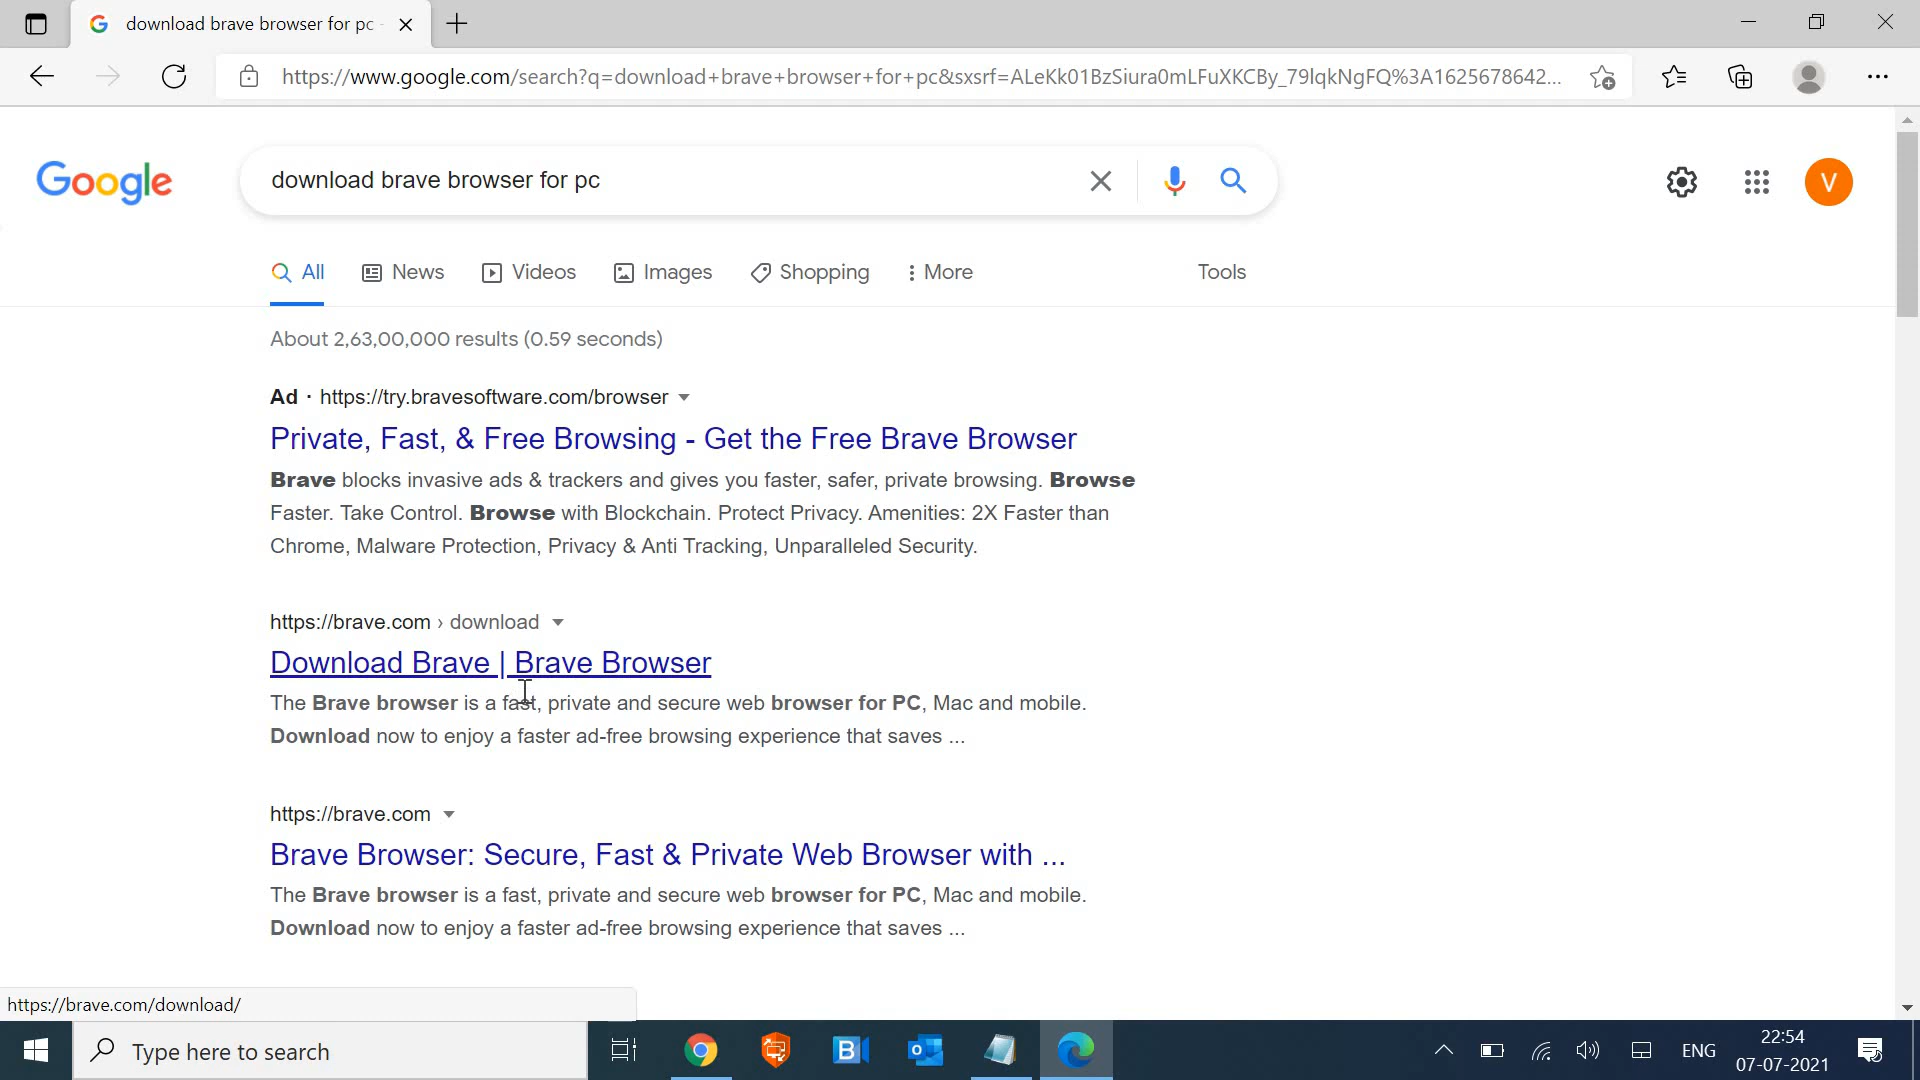 download brave browser for pc -
https://www.google.com/search?q=download+brave+browser+for+pc&sxsrf=ALeKk01BzSiura0mLFuXKCBy_79lqkNgFQ%3A1625678642...
Google
download brave browser for pc
V
All
News
Videos
Images
Shopping
More
Tools
About 2,63,00,000 results (0.59 seconds)
Ad · https://try.bravesoftware.com/browser
Private, Fast, & Free Browsing - Get the Free Brave Browser
Brave blocks invasive ads & trackers and gives you faster, safer, private browsing. Browse
Faster. Take Control. Browse with Blockchain. Protect Privacy. Amenities: 2X Faster than
Chrome, Malware Protection, Privacy & Anti Tracking, Unparalleled Security.
https://brave.com › download
Download Brave | Brave Browser
The Brave browser is a fast, private and secure web browser for PC, Mac and mobile.
Download now to enjoy a faster ad-free browsing experience that saves ...
https://brave.com
Brave Browser: Secure, Fast & Private Web Browser with ...
The Brave browser is a fast, private and secure web browser for PC, Mac and mobile.
Download now to enjoy a faster ad-free browsing experience that saves ...
https://brave.com/download/
Type here to search
B
ENG
22:54
07-07-2021